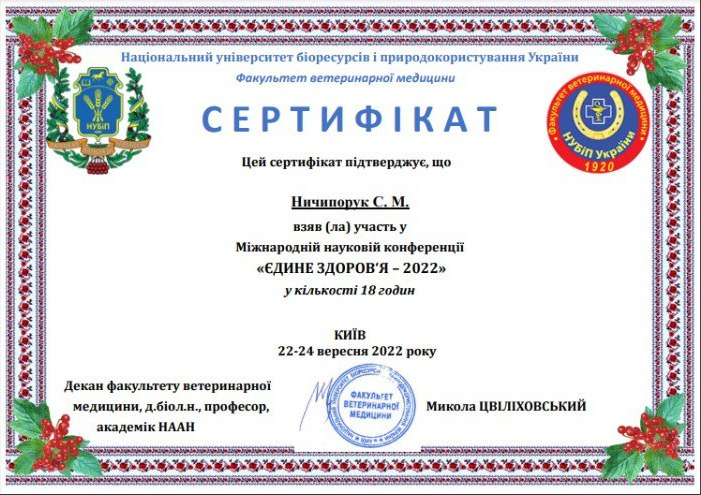 Національний університет біоресурсів і природокористування України
Факультет ветеринарної медицини
НУБіП
СЕРТИФІКАТ
Факультет ветеринарної медицини
НУБіП України
1920
Цей сертифікат підтверджує, що
Ничипорук С. М.
взяв (ла) участь у
Міжнародній науковій конференції
«ЄДИНЕ ЗДОРОВ‘Я – 2022»
у кількості 18 годин
КИЇВ
22-24 вересня 2022 року
Декан факультету ветеринарної
медицини, д.біол.н., професор,
академік НААН
ФАКУЛЬТЕТ
ВЕТЕРИНАРНОЇ
МЕДИЦИНИ
Микола ЦВІЛІХОВСЬКИЙ